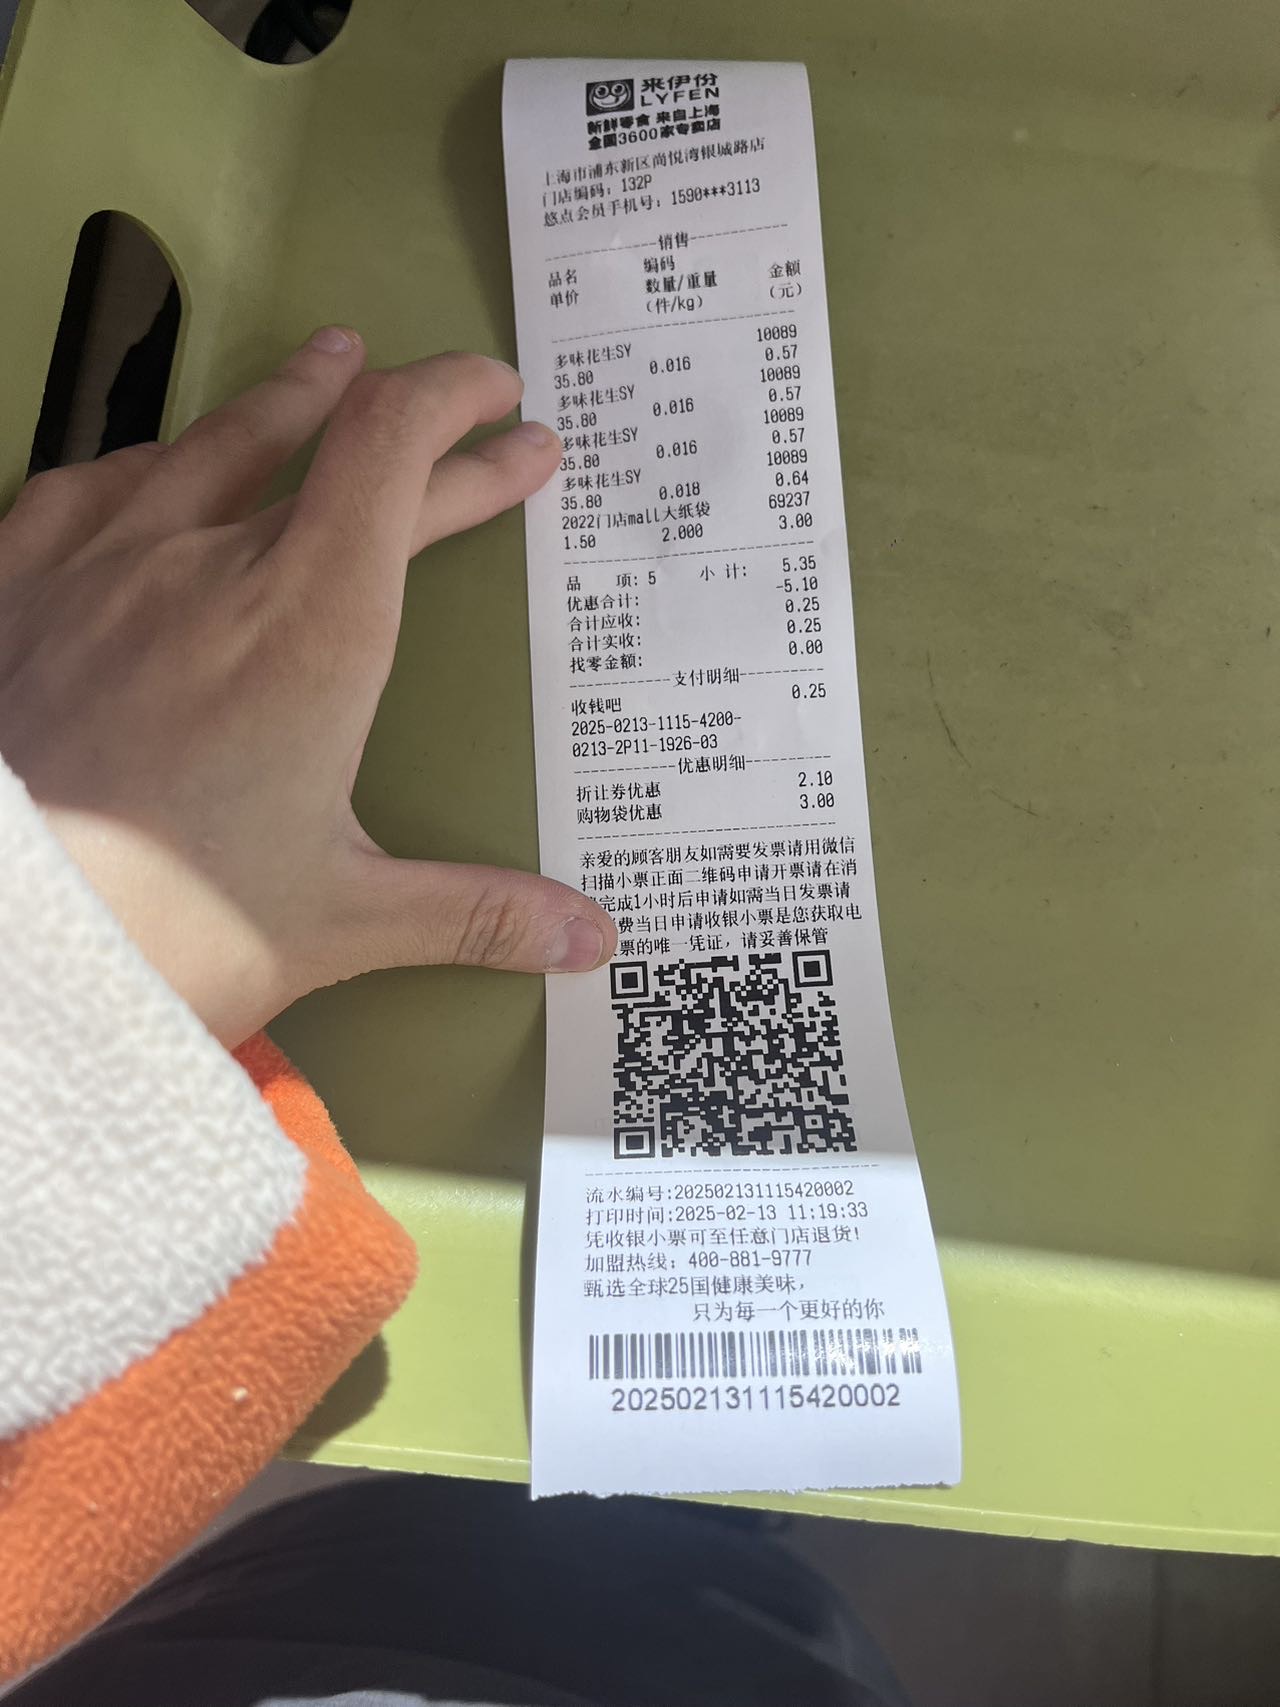 来伊份
LYFEN
新鲜零食 来自上海
全国3600家专卖店
上海市浦东新区尚悦湾银城路店
门店编码：132P
悠点会员手机号：1590***3113
销售
品名 编码 金额
单价 数量/重量 （元）
（件/kg）
10089
多味花生SY 0.57
35.80 0.016
10089
多味花生SY 0.57
35.80 0.016
10089
多味花生SY 0.57
35.80 0.016
10089
多味花生SY 0.64
35.80 0.018
69237
2022门店mall大纸袋
1.50 2.000 3.00
品 项: 5 小 计: 5.35
优惠合计: -5.10
合计应收: 0.25
合计实收: 0.25
找零金额: 0.00
支付明细
收钱吧 0.25
2025-0213-1115-4200-
0213-2P11-1926-03
优惠明细
折让券优惠 2.10
购物袋优惠 3.00
亲爱的顾客朋友如需要发票请用微信
扫描小票正面二维码申请开票请在消
完成1小时后申请如需当日发票请
费当日申请收银小票是您获取电
票的唯一凭证，请妥善保管
流水编号:202502131115420002
打印时间:2025-02-13 11:19:33
凭收银小票可至任意门店退货!
加盟热线：400-881-9777
甄选全球25国健康美味，
只为每一个更好的你
202502131115420002